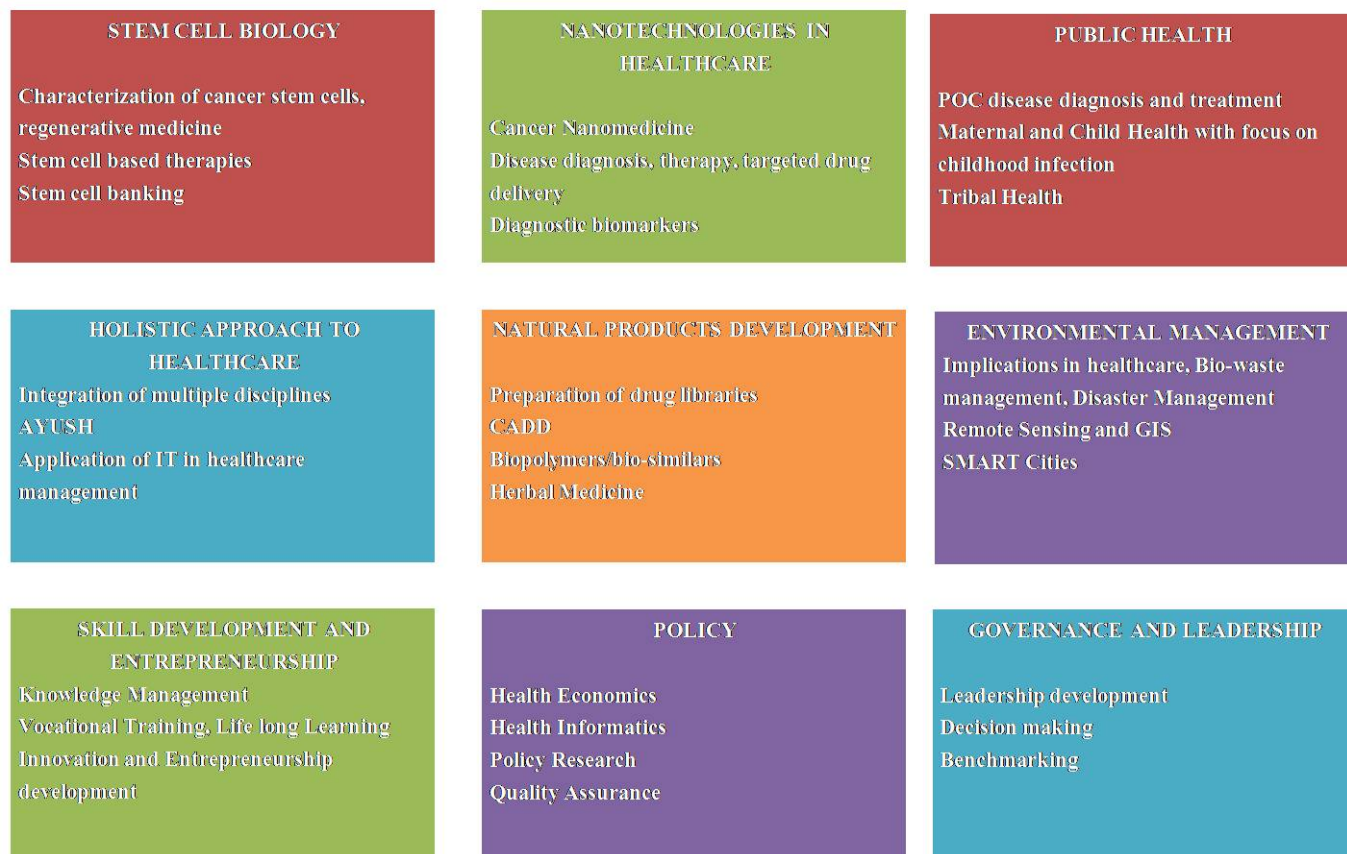 STEM CELL BIOLOGY
Characterization of cancer stem cells,
regenerative medicine
Stem cell based therapies
Stem cell banking
NANOTECHNOLOGIES IN
HEALTHCARE
Cancer Nanomedicine
Disease diagnosis, therapy, targeted drug
delivery
Diagnostic biomarkers
PUBLIC HEALTH
POC disease diagnosis and treatment
Maternal and Child Health with focus on
childhood infection
Tribal Health
HOLISTIC APPROACH TO
HEALTHCARE
Integration of multiple disciplines
AYUSH
Application of IT in healthcare
management
NATURAL PRODUCTS DEVELOPMENT
Preparation of drug libraries
CADD
Biopolymers/bio-similars
Herbal Medicine
ENVIRONMENTAL MANAGEMENT
Implications in healthcare, Bio-waste
management, Disaster Management
Remote Sensing and GIS
SMART Cities
SKILL DEVELOPMENT AND
ENTREPRENEURSHIP
Knowledge Management
Vocational Training, Life long Learning
Innovation and Entrepreneurship
development
POLICY
Health Economics
Health Informatics
Policy Research
Quality Assurance
GOVERNANCE AND LEADERSHIP
Leadership development
Decision making
Benchmarking